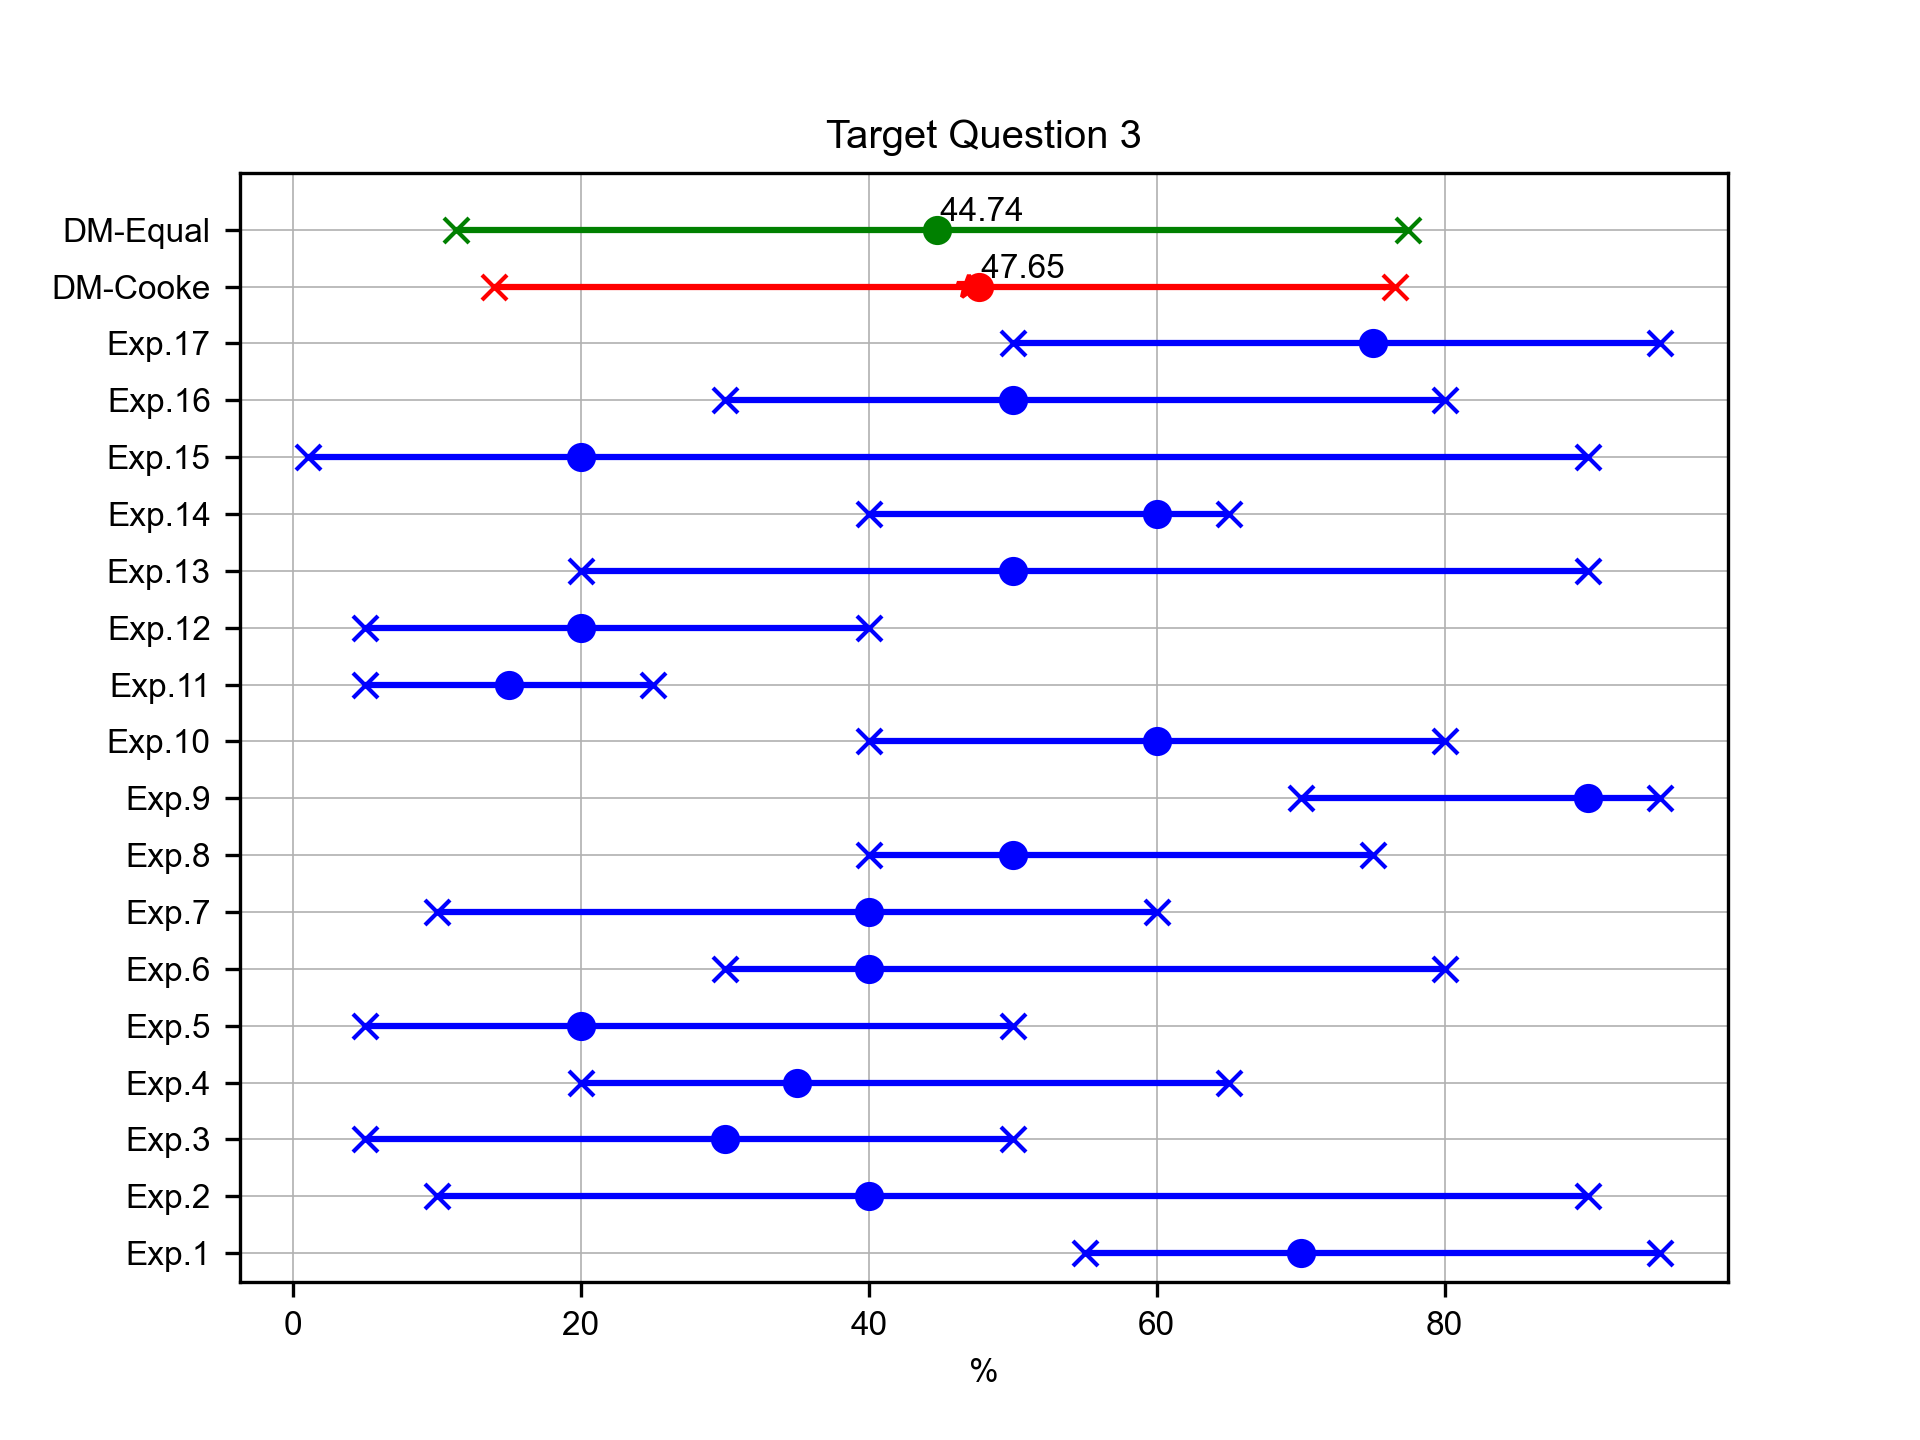 Target Question 3
DM-Equal
44.74
DM-Cooke
47.65
Exp.17
Exp.16
Exp.15
Exp.14
Exp.13
Exp.12
Exp.11
Exp.10
Exp.9
Exp.8
Exp.7
Exp.6
Exp.5
Exp.4
Exp.3
Exp.2
Exp.1
0 20 40 60 80
%